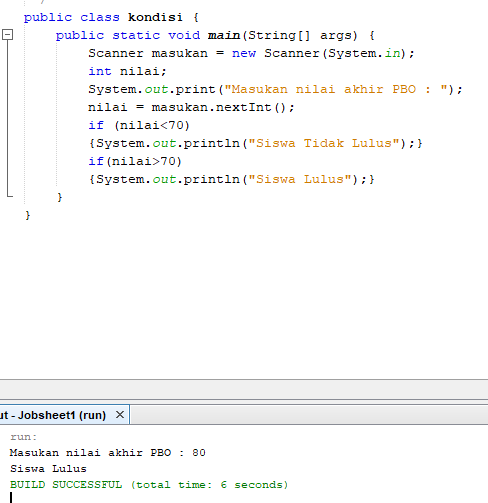 public class kondisi {
public static void main(String[] args) {
Scanner masukan = new Scanner(System.in);
int nilai;
System.out.print("Masukan nilai akhir PBO : ");
nilai = masukan.nextInt();
if (nilai<70)
{System.out.println("Siswa Tidak Lulus");}
if(nilai>70)
{System.out.println("Siswa Lulus");}
}
}
ut - Jobsheet1 (run) ×
run:
Masukan nilai akhir PBO : 80
Siswa Lulus
BUILD SUCCESSFUL (total time: 6 seconds)